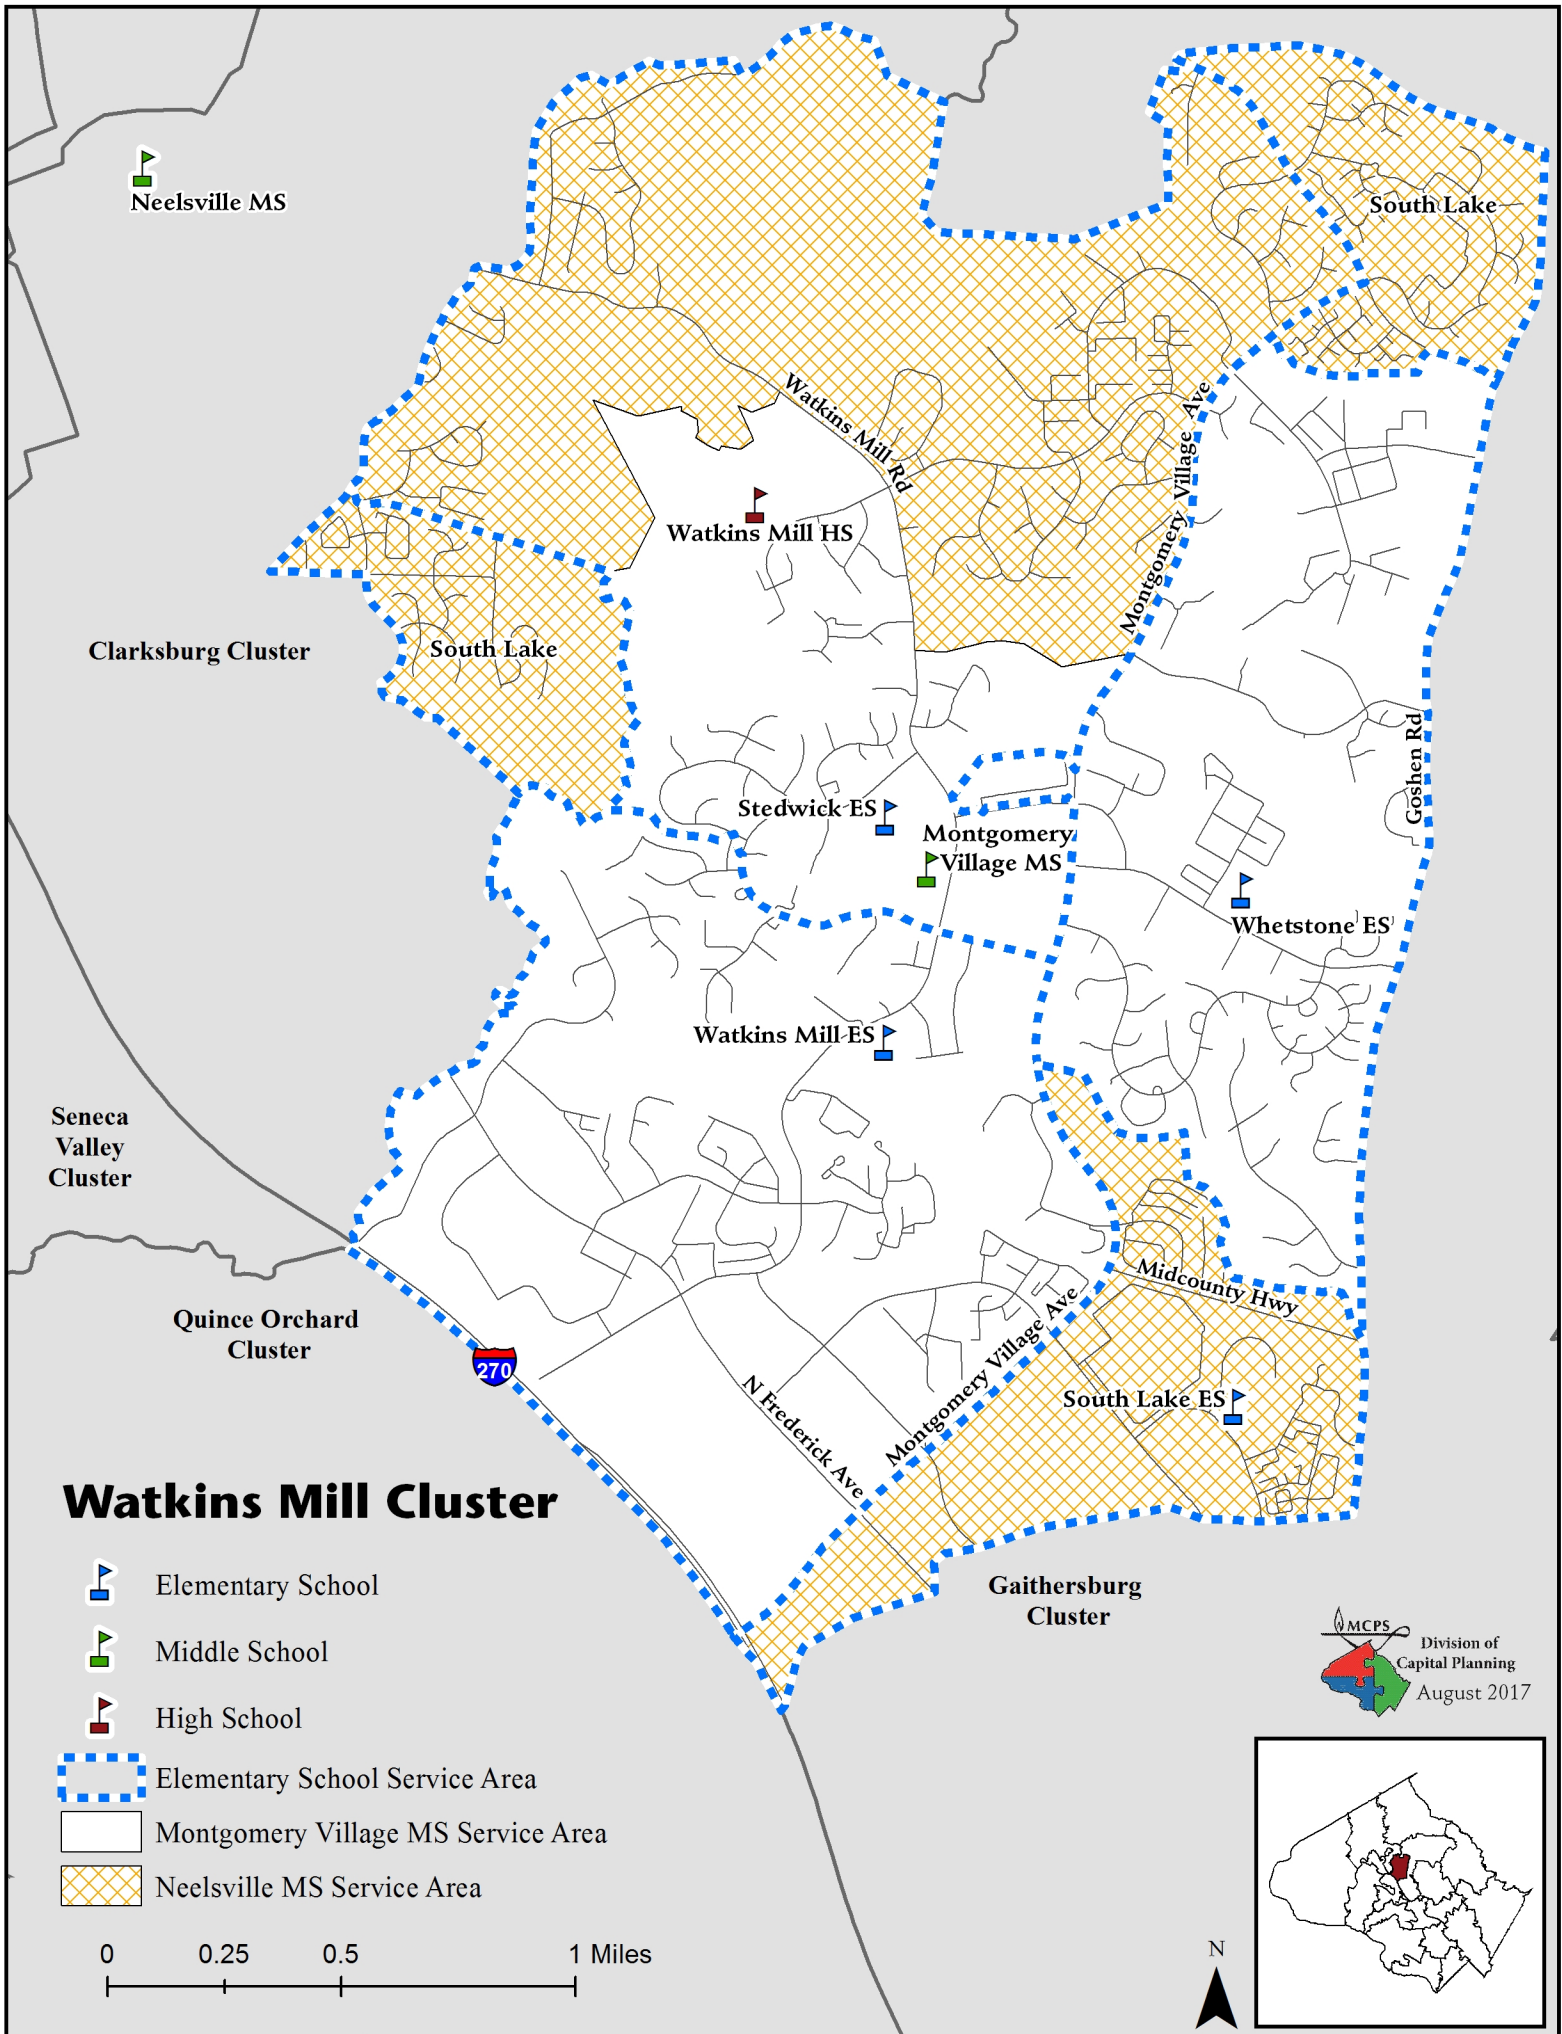 Neelsville MS
South Lake
Watkins Mill Rd
Montgomery Village Ave
Watkins Mill HS
Clarksburg Cluster
South Lake
Goshen Rd
Stedwick ES
Montgomery
Village MS
Whetstone ES
Watkins Mill ES
Seneca
Valley
Cluster
Midcounty Hwy
Quince Orchard
Cluster
270
Montgomery Village Ave
N Frederick Ave
South Lake ES
Gaithersburg
Cluster
Watkins Mill Cluster
Elementary School
Middle School
High School
Elementary School Service Area
Montgomery Village MS Service Area
Neelsville MS Service Area
0 0.25 0.5 1 Miles
MCPS
Division of
Capital Planning
August 2017
N